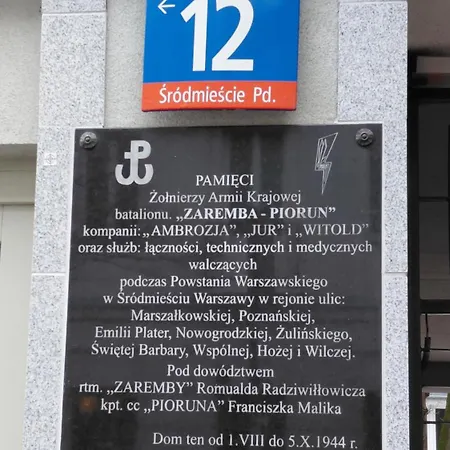 12
Śródmieście Pd.
PAMIĘCI
Żołnierzy Armii Krajowej
batalionu. „ZAREMBA - PIORUN”
kompanii: „AMBROZJA”, „JUR” i „WITOLD”
oraz służb: łączności, technicznych i medycznych
walczących
podczas Powstania Warszawskiego
w Śródmieściu Warszawy w rejonie ulic:
Marszałkowskiej, Poznańskiej,
Emilii Plater, Nowogrodzkiej, Żulińskiego,
Świętej Barbary, Wspólnej, Hożej i Wilczej.
Pod dowództwem
rtm. „ZAREMBY” Romualda Radziwiłłowicza
kpt. cc „PIORUNA” Franciszka Malika
Dom ten od 1.VIII do 5.X.1944 r.